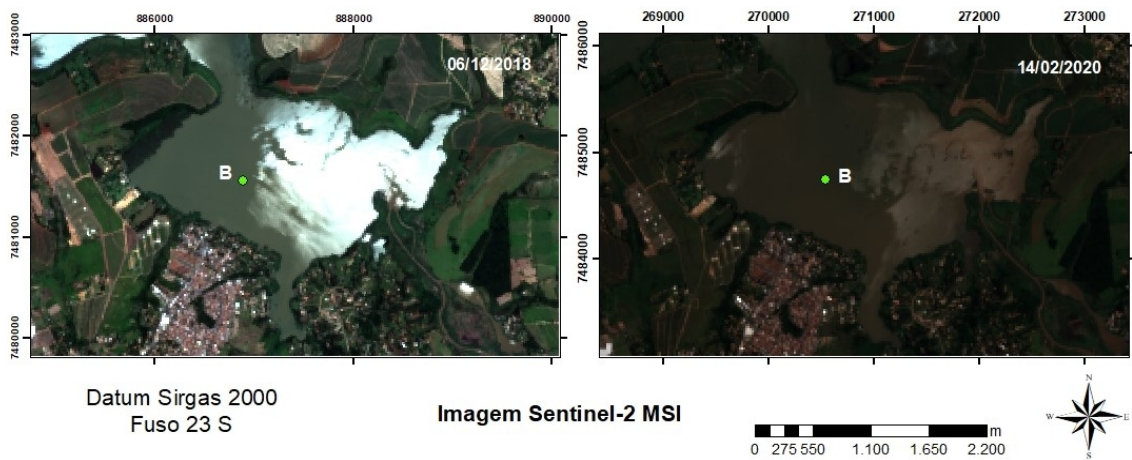 886000 888000 890000
269000 270000 271000 272000 273000
7483000
7482000
7481000
7480000
06/12/2018
B
7486000
7485000
7484000
14/02/2020
B
Datum Sirgas 2000
Fuso 23 S
Imagem Sentinel-2 MSI
m
0 275 550 1.100 1.650 2.200
N
W E
S